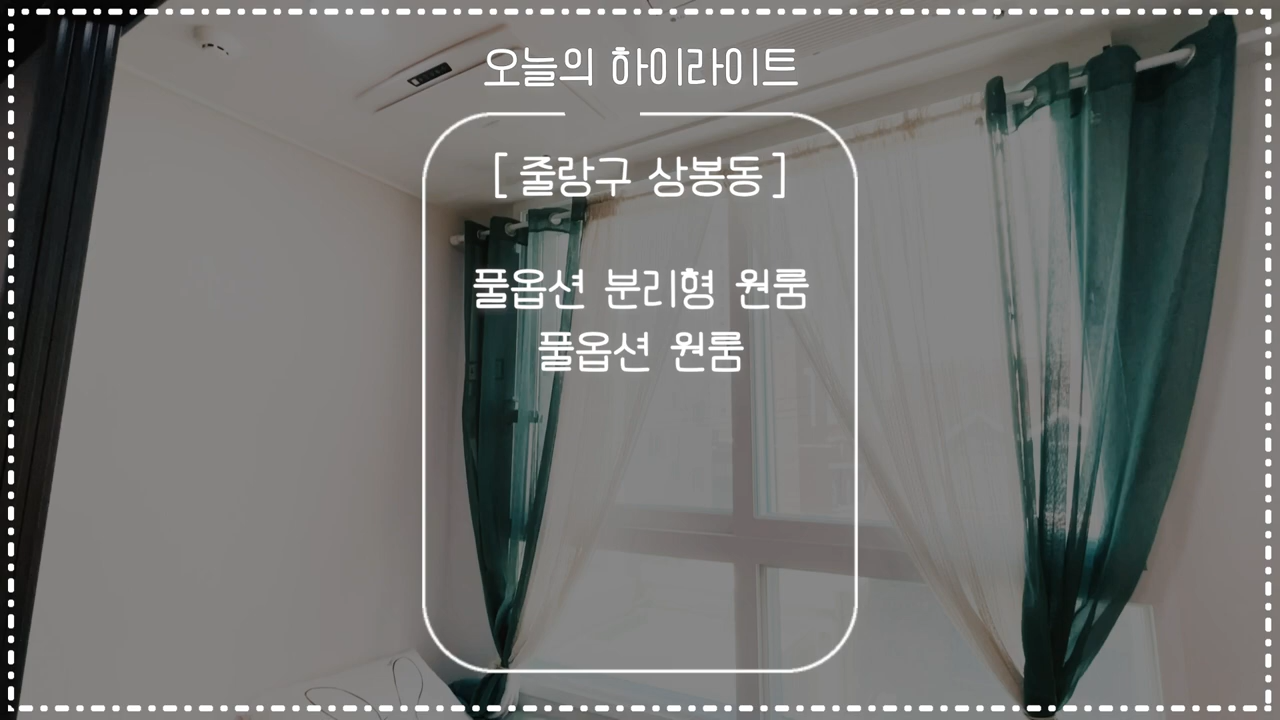 오늘의 하이라이트
[ 줄랑구 상봉동 ]
풀옵션 분리형 원룸
풀옵션 원룸